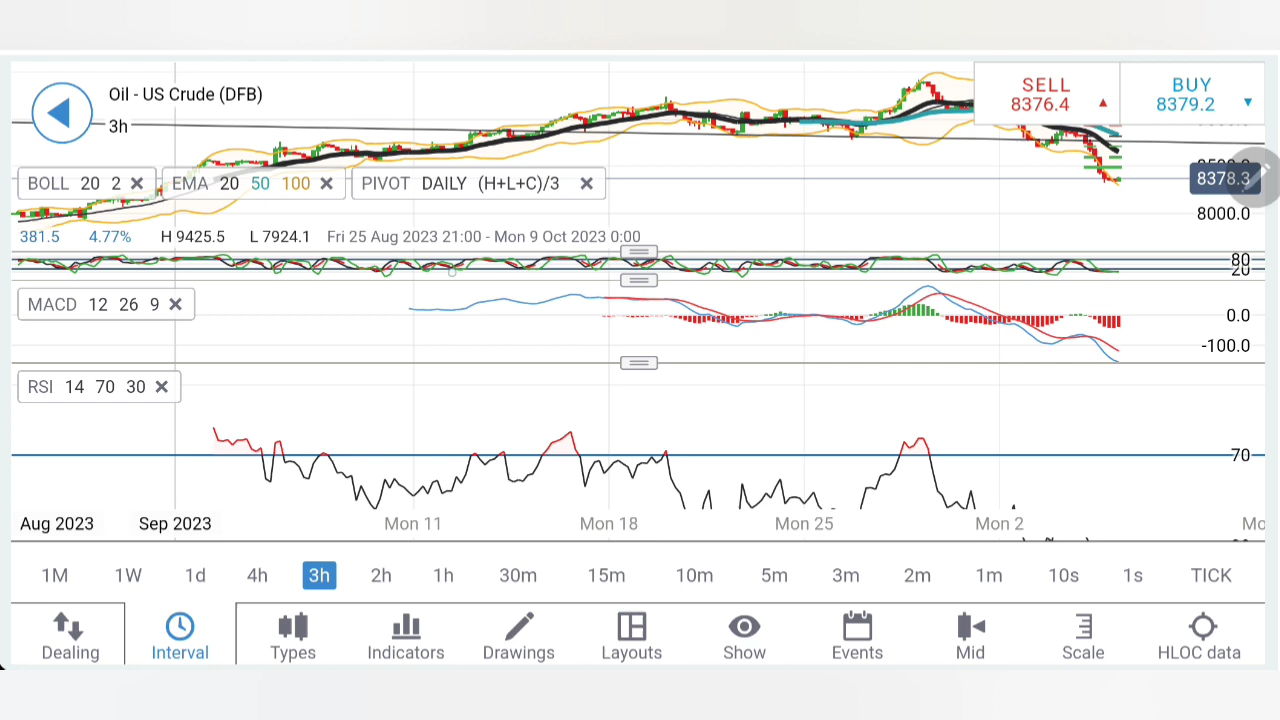 Oil - US Crude (DFB)
3h
SELL
8376.4
BUY
8379.2
BOLL 20 2
EMA 20 50 100
PIVOT DAILY (H+L+C)/3
8378.3
8000.0
381.5 4.77% H 9425.5 L 7924.1 Fri 25 Aug 2023 21:00 - Mon 9 Oct 2023 0:00
80
20
MACD 12 26 9
0.0
-100.0
RSI 14 70 30
70
Aug 2023 Sep 2023 Mon 11 Mon 18 Mon 25 Mon 2
1M 1W 1d 4h 3h 2h 1h 30m 15m 10m 5m 3m 2m 1m 10s 1s TICK
Dealing Interval Types Indicators Drawings Layouts Show Events Mid Scale HLOC data